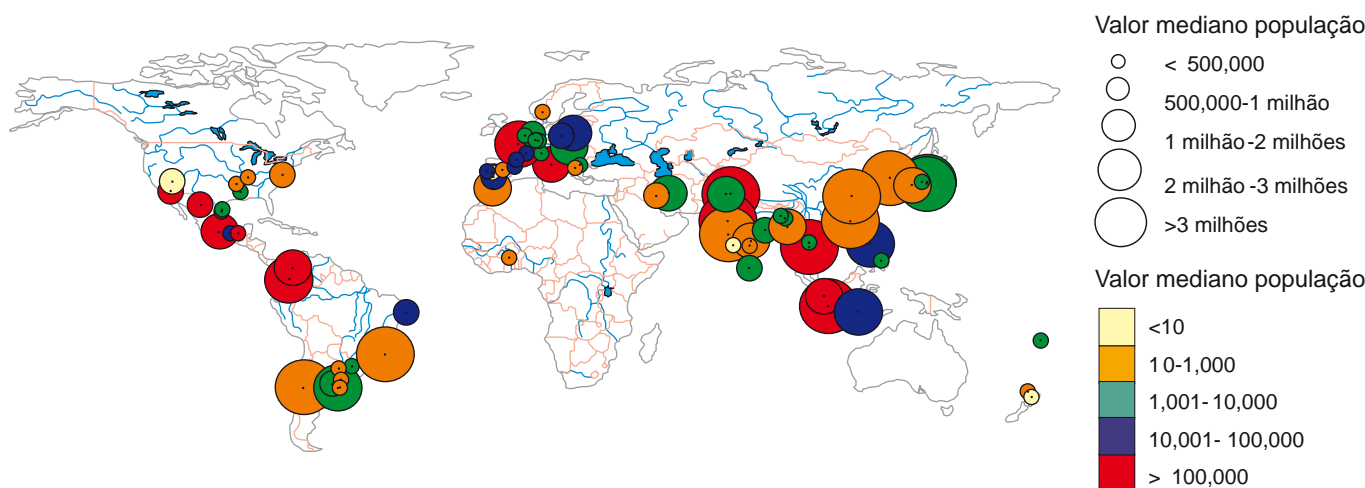 Valor mediano população
< 500,000
500,000-1 milhão
1 milhão-2 milhões
2 milhão-3 milhões
>3 milhões
Valor mediano população
<10
10-1,000
1,001- 10,000
10,001- 100,000
> 100,000